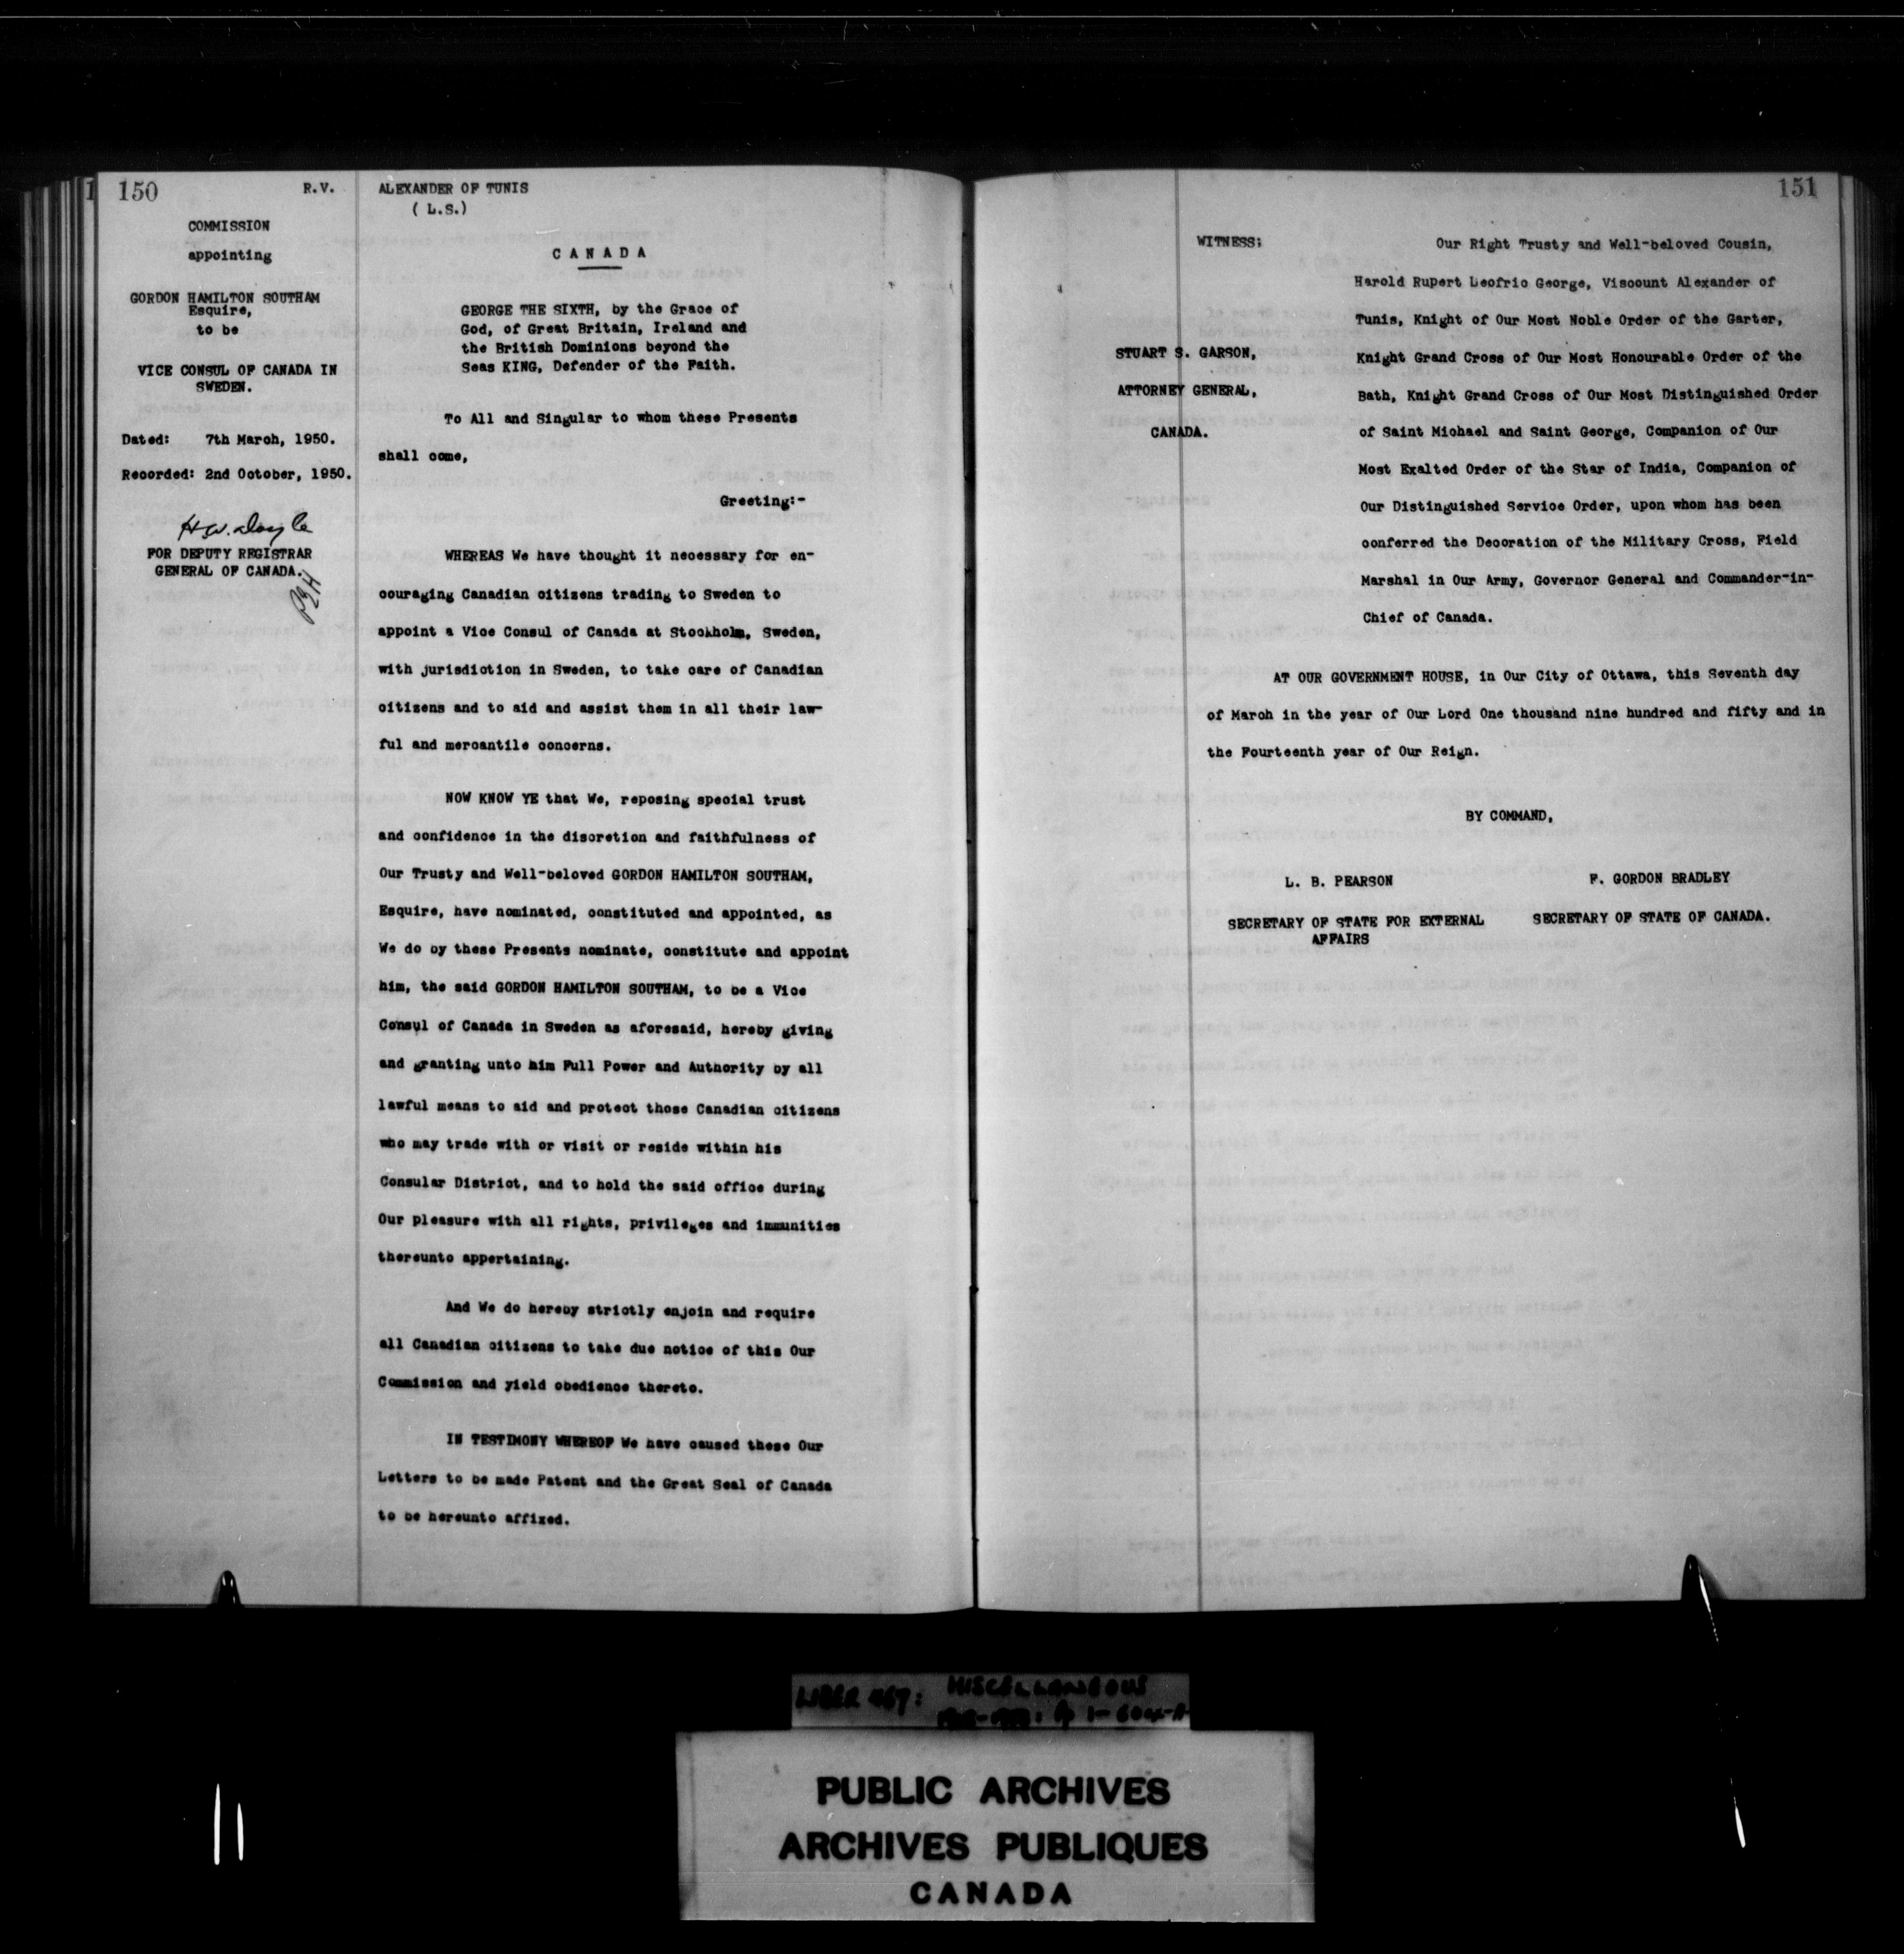 150
R.V.
COMMISSION
appointing
GORDON HAMILTON SOUTHAM
Esquire,
to be
VICE CONSUL OF CANADA IN
SWEDEN.
Dated: 7th March, 1950.
Recorded: 2nd October, 1950.
H.W. Doyle
FOR DEPUTY REGISTRAR
GENERAL OF CANADA.
ALEXANDER OF TUNIS
( L.S.)
C A N A D A
GEORGE THE SIXTH, by the Grace of
God, of Great Britain, Ireland and
the British Dominions beyond the
Seas KING, Defender of the Faith.
To All and Singular to whom these Presents
shall come,
Greeting:-
WHEREAS We have thought it necessary for en-
couraging Canadian citizens trading to Sweden to
appoint a Vice Consul of Canada at Stockholm, Sweden,
with jurisdiction in Sweden, to take care of Canadian
citizens and to aid and assist them in all their law-
ful and mercantile concerns.
NOW KNOW YE that We, reposing special trust
and confidence in the discretion and faithfulness of
Our Trusty and Well-beloved GORDON HAMILTON SOUTHAM,
Esquire, have nominated, constituted and appointed, as
We do by these Presents nominate, constitute and appoint
him, the said GORDON HAMILTON SOUTHAM, to be a Vice
Consul of Canada in Sweden as aforesaid, hereby giving
and granting unto him Full Power and Authority by all
lawful means to aid and protect those Canadian citizens
who may trade with or visit or reside within his
Consular District, and to hold the said office during
Our pleasure with all rights, privileges and immunities
thereunto appertaining.
And We do hereby strictly enjoin and require
all Canadian citizens to take due notice of this Our
Commission and yield obedience thereto.
IN TESTIMONY WHEREOF We have caused these Our
Letters to be made Patent and the Great Seal of Canada
to be hereunto affixed.
151
WITNESS:
STUART S. GARSON,
ATTORNEY GENERAL,
CANADA.
Our Right Trusty and Well-beloved Cousin,
Harold Rupert Leofric George, Viscount Alexander of
Tunis, Knight of Our Most Noble Order of the Garter,
Knight Grand Cross of Our Most Honourable Order of the
Bath, Knight Grand Cross of Our Most Distinguished Order
of Saint Michael and Saint George, Companion of Our
Most Exalted Order of the Star of India, Companion of
Our Distinguished Service Order, upon whom has been
conferred the Decoration of the Military Cross, Field
Marshal in Our Army, Governor General and Commander-in-
Chief of Canada.
AT OUR GOVERNMENT HOUSE, in Our City of Ottawa, this Seventh day
of March in the year of Our Lord One thousand nine hundred and fifty and in
the Fourteenth year of Our Reign.
BY COMMAND,
L. B. PEARSON
SECRETARY OF STATE FOR EXTERNAL
AFFAIRS
F. GORDON BRADLEY
SECRETARY OF STATE OF CANADA.
LIBER 467: MISCELLANEOUS
PUBLIC ARCHIVES
ARCHIVES PUBLIQUES
CANADA